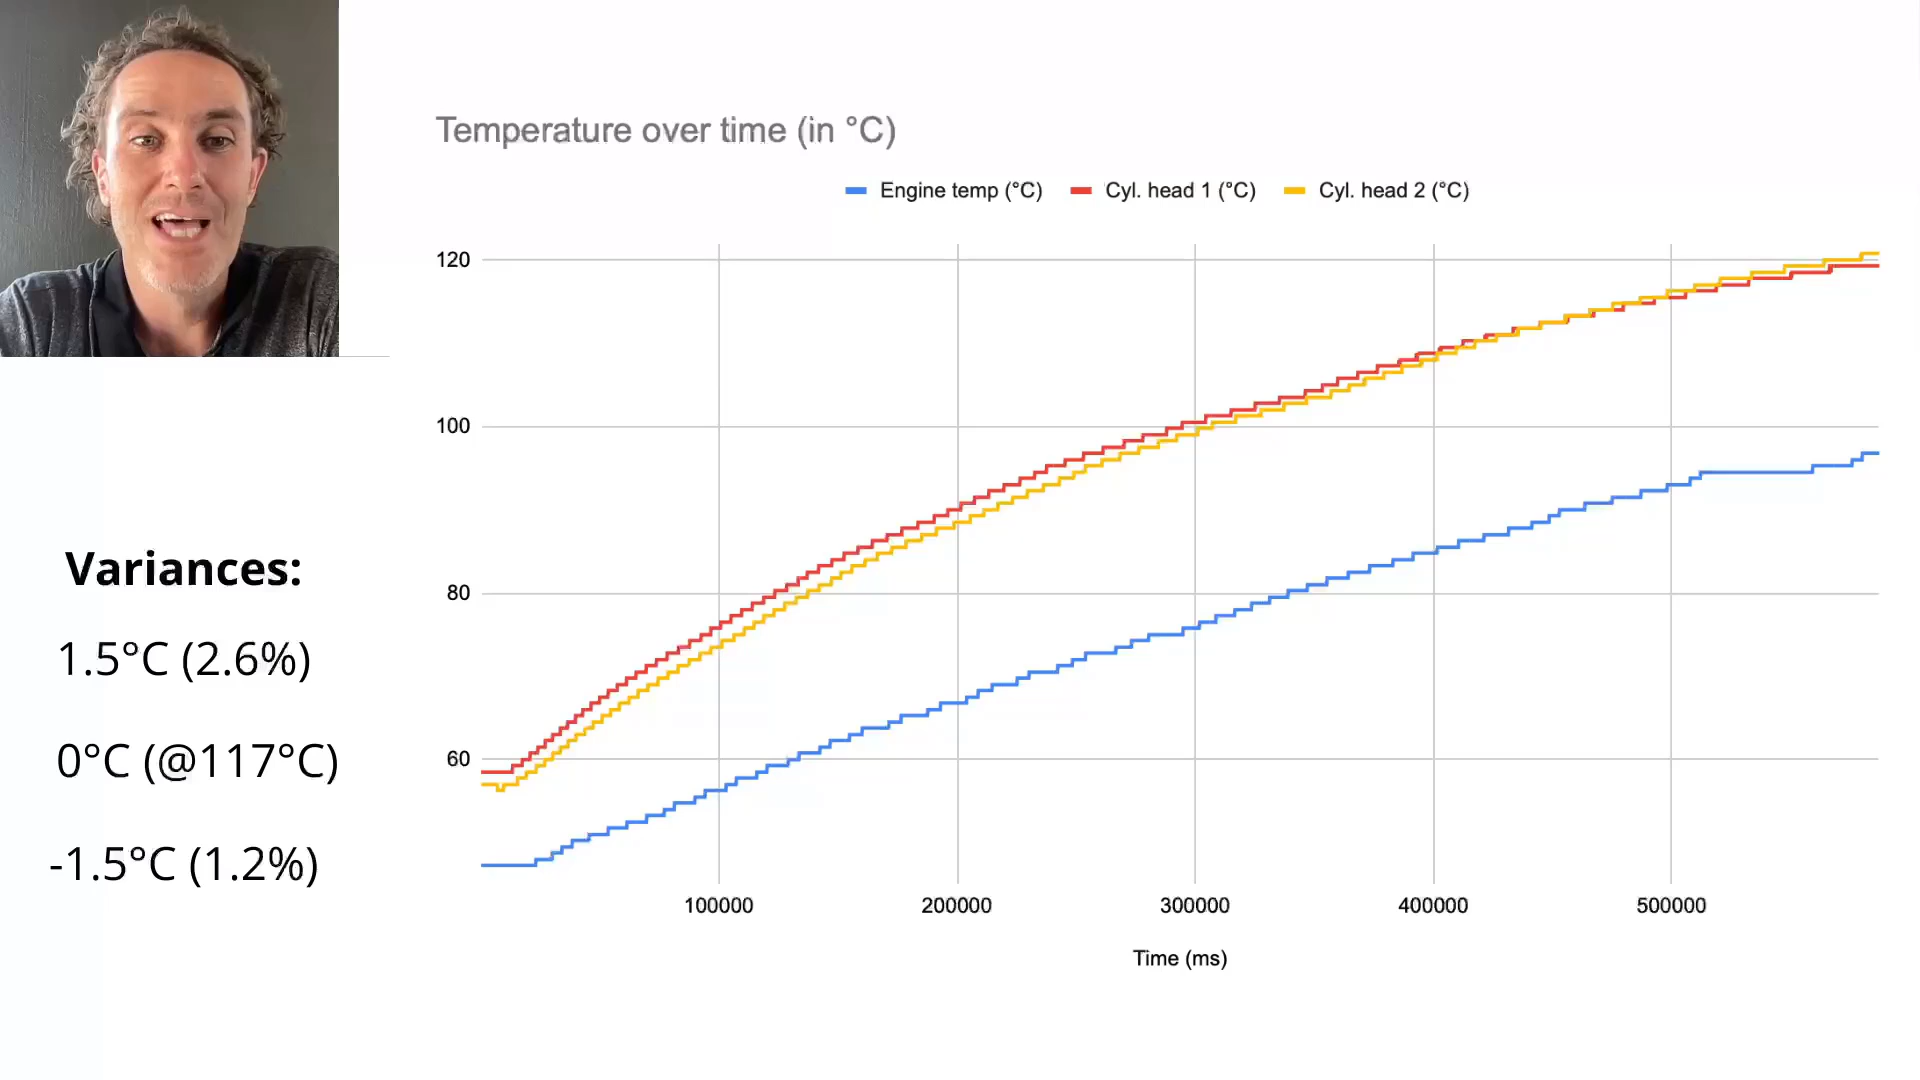 Temperature over time (in °C)
Engine temp (°C) Cyl. head 1 (°C) Cyl. head 2 (°C)
120
100
80
60
100000 200000 300000 400000 500000
Time (ms)
Variances:
1.5°C (2.6%)
0°C (@117°C)
-1.5°C (1.2%)